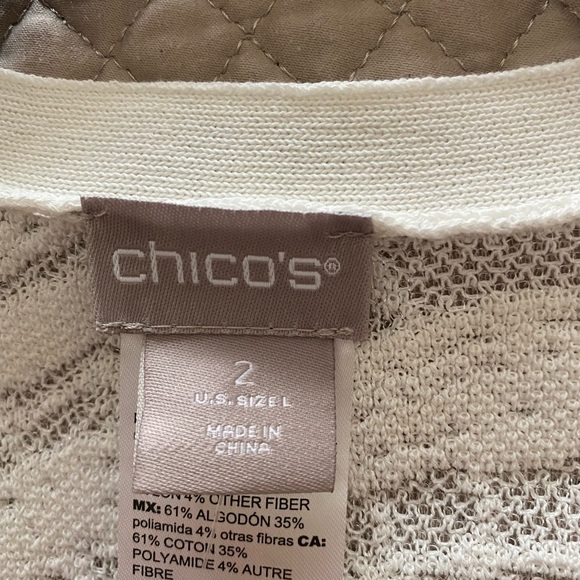 chico's®
2
U.S. SIZE L
MADE IN
CHINA
4% OTHER FIBER
MX: 61% ALGODÓN 35%
poliamida 4% otras fibras CA:
61% COTON 35%
POLYAMIDE 4% AUTRE
FIBRE